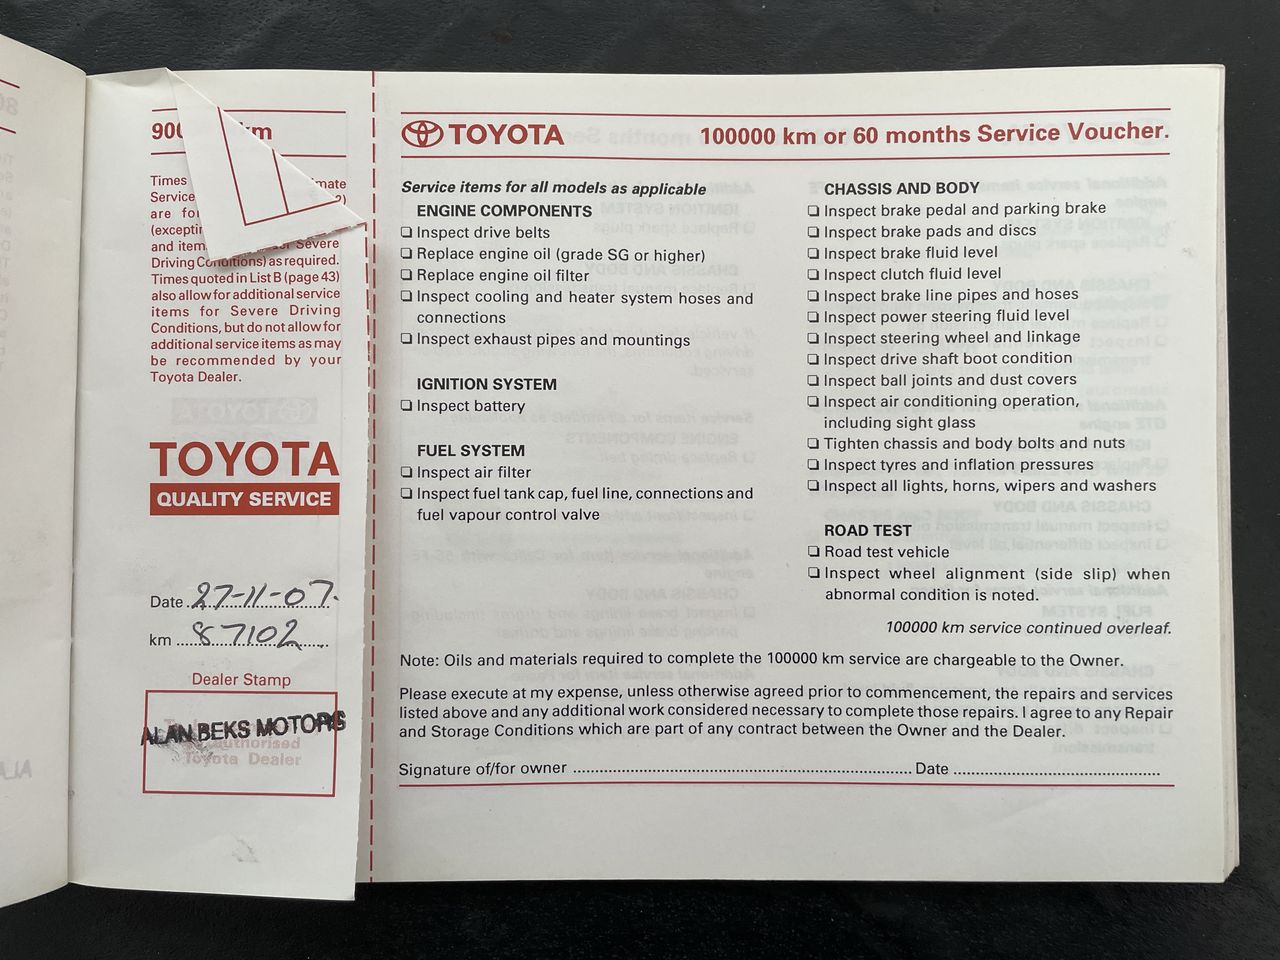 900 km
Times imate
Service 2)
are for
(excepting
and items or Severe
Driving Conditions) as required.
Times quoted in List B (page 43)
also allow for additional service
items for Severe Driving
Conditions, but do not allow for
additional service items as may
be recommended by your
Toyota Dealer.
TOYOTA
QUALITY SERVICE
Date 27-11-07.
km 87102
Dealer Stamp
ALAN BEKS MOTORS
authorised
Toyota Dealer
TOYOTA 100000 km or 60 months Service Voucher.
Service items for all models as applicable
ENGINE COMPONENTS
❏ Inspect drive belts
❏ Replace engine oil (grade SG or higher)
❏ Replace engine oil filter
❏ Inspect cooling and heater system hoses and
connections
❏ Inspect exhaust pipes and mountings
IGNITION SYSTEM
❏ Inspect battery
FUEL SYSTEM
❏ Inspect air filter
❏ Inspect fuel tank cap, fuel line, connections and
fuel vapour control valve
CHASSIS AND BODY
❏ Inspect brake pedal and parking brake
❏ Inspect brake pads and discs
❏ Inspect brake fluid level
❏ Inspect clutch fluid level
❏ Inspect brake line pipes and hoses
❏ Inspect power steering fluid level
❏ Inspect steering wheel and linkage
❏ Inspect drive shaft boot condition
❏ Inspect ball joints and dust covers
❏ Inspect air conditioning operation,
including sight glass
❏ Tighten chassis and body bolts and nuts
❏ Inspect tyres and inflation pressures
❏ Inspect all lights, horns, wipers and washers
ROAD TEST
❏ Road test vehicle
❏ Inspect wheel alignment (side slip) when
abnormal condition is noted.
100000 km service continued overleaf.
Note: Oils and materials required to complete the 100000 km service are chargeable to the Owner.
Please execute at my expense, unless otherwise agreed prior to commencement, the repairs and services
listed above and any additional work considered necessary to complete those repairs. I agree to any Repair
and Storage Conditions which are part of any contract between the Owner and the Dealer.
Signature of/for owner Date